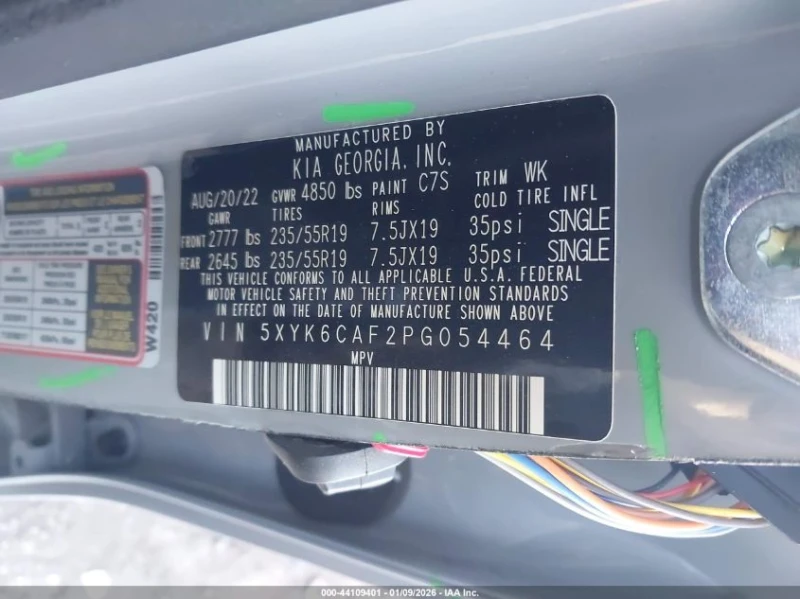 MANUFACTURED BY
KIA GEORGIA, INC.
AUG/20/22 GVWR 4850 lbs PAINT C7S TRIM WK
GAWR TIRES RIMS COLD TIRE INFL
FRONT 2777 lbs 235/55R19 7.5JX19 35psi SINGLE
REAR 2645 lbs 235/55R19 7.5JX19 35psi SINGLE
THIS VEHICLE CONFORMS TO ALL APPLICABLE U.S.A. FEDERAL
MOTOR VEHICLE SAFETY AND THEFT PREVENTION STANDARDS
IN EFFECT ON THE DATE OF MANUFACTURE SHOWN ABOVE
VIN 5XYK6CAF2PG054464
MPV
W420
000-44109401 - 01/09/2026 - IAA Inc.